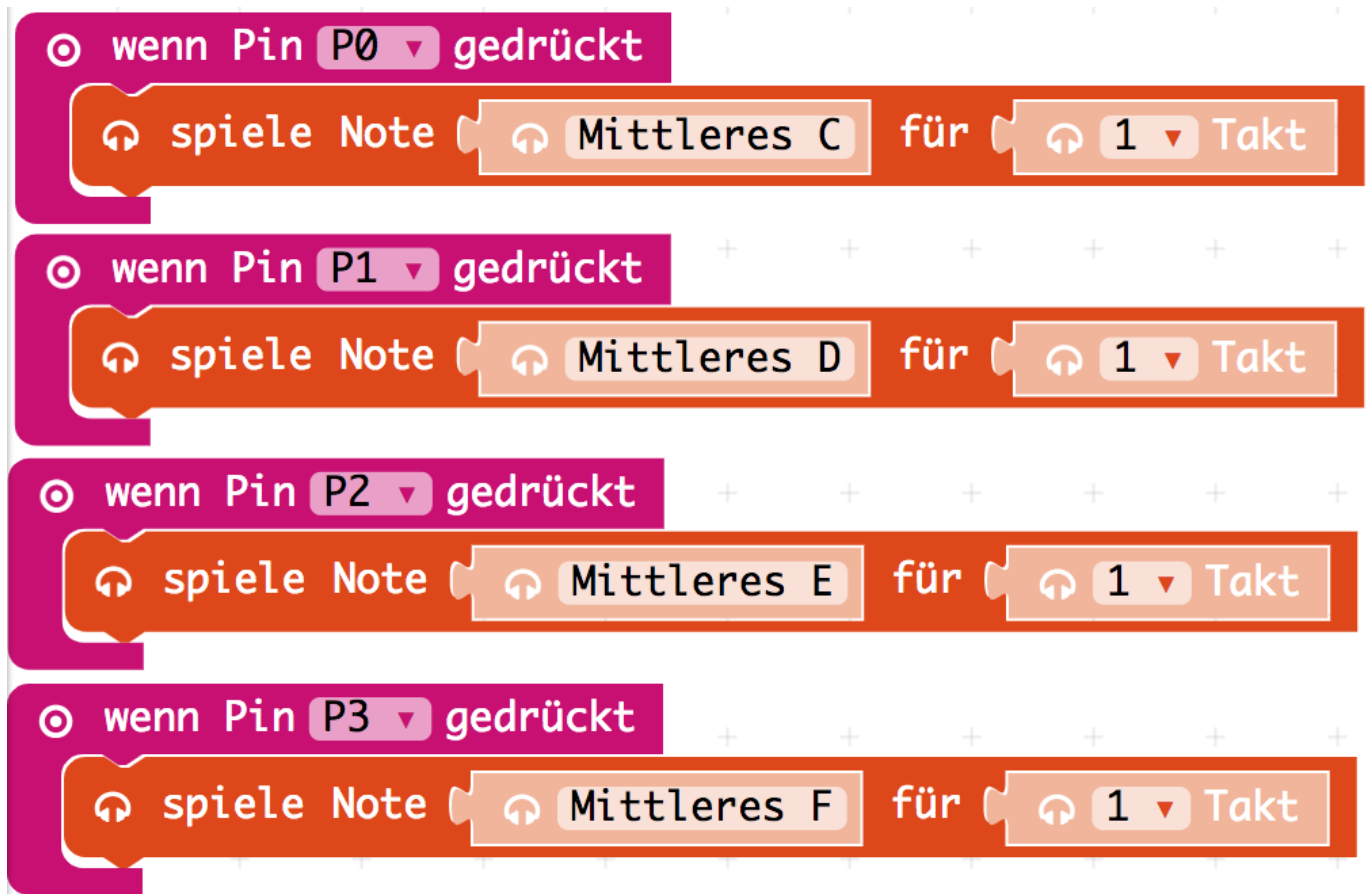 wenn Pin P0 gedrückt
spiele Note Mittleres C für 1 Takt
wenn Pin P1 gedrückt
spiele Note Mittleres D für 1 Takt
wenn Pin P2 gedrückt
spiele Note Mittleres E für 1 Takt
wenn Pin P3 gedrückt
spiele Note Mittleres F für 1 Takt